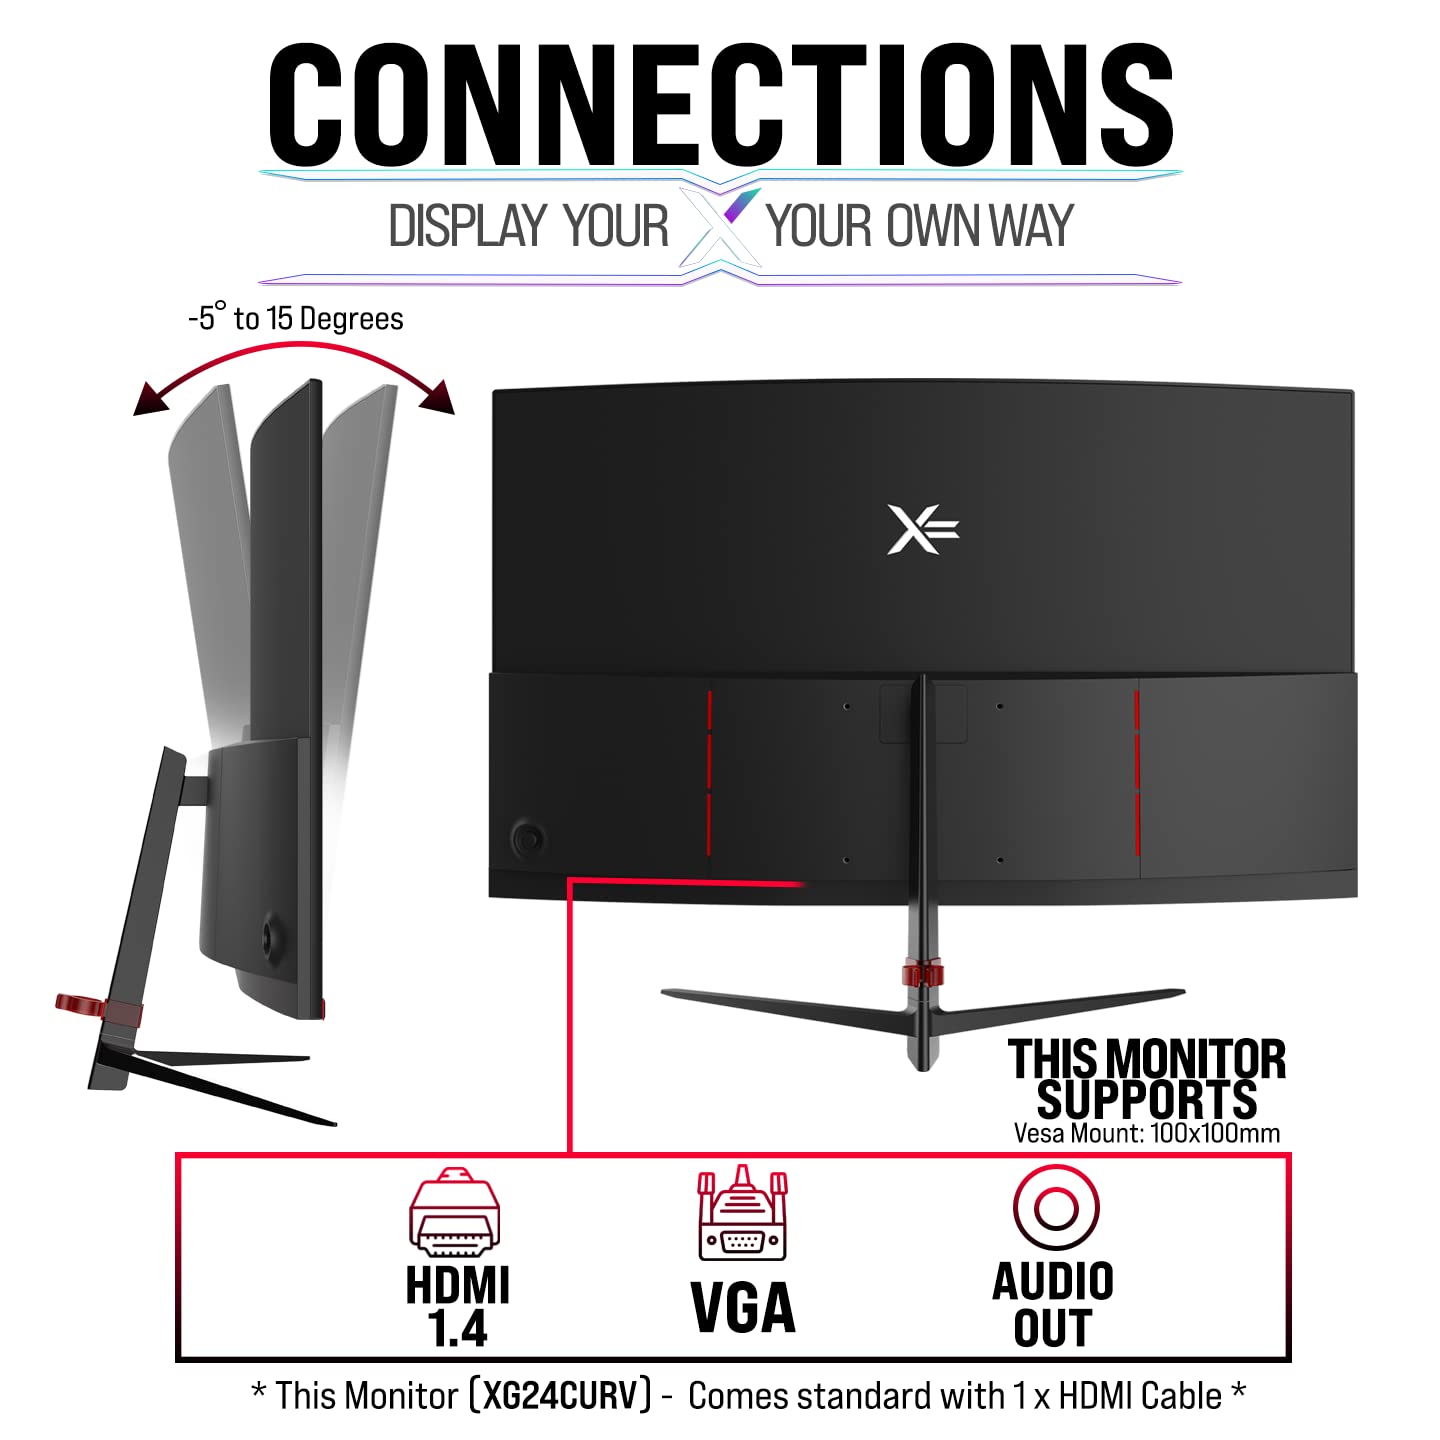 CONNECTIONS
DISPLAY YOUR X YOUR OWN WAY
-5° to 15 Degrees
X=
THIS MONITOR
SUPPORTS
Vesa Mount: 100x100mm
HDMI
1.4
VGA
AUDIO
OUT
* This Monitor (XG24CURV) - Comes standard with 1 x HDMI Cable *